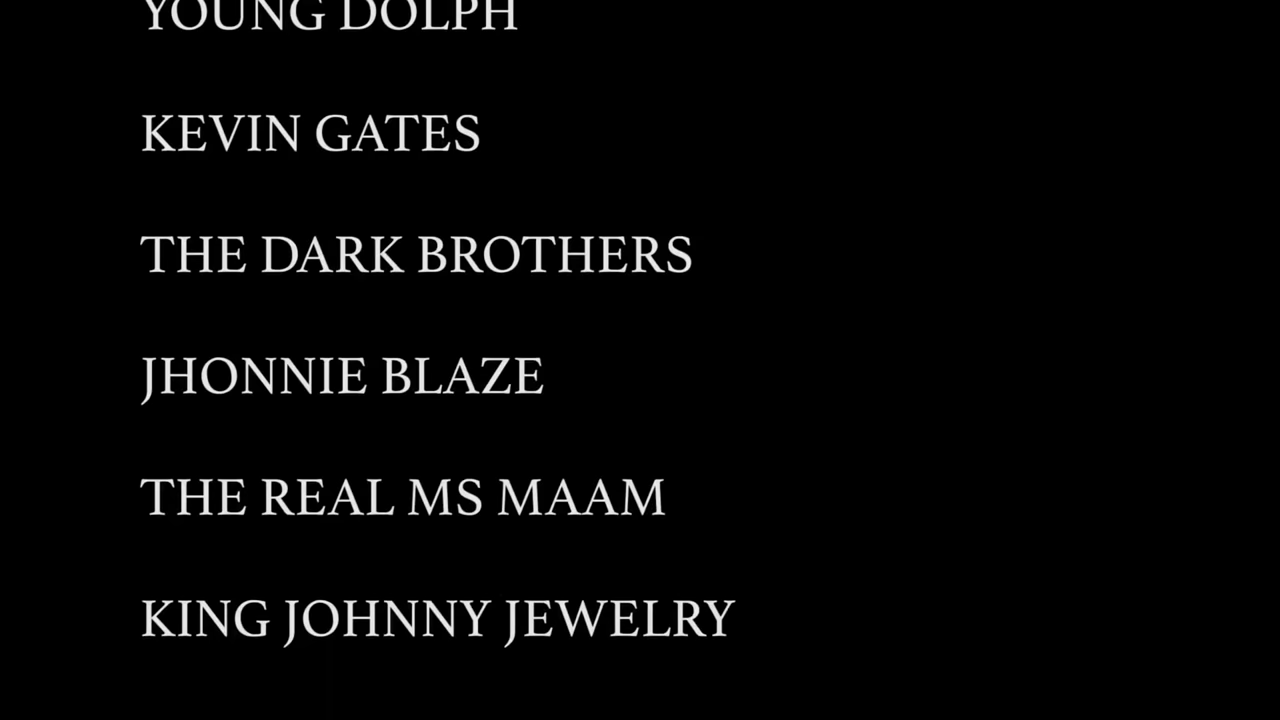 YOUNG DOLPH
KEVIN GATES
THE DARK BROTHERS
JHONNIE BLAZE
THE REAL MS MAAM
KING JOHNNY JEWELRY